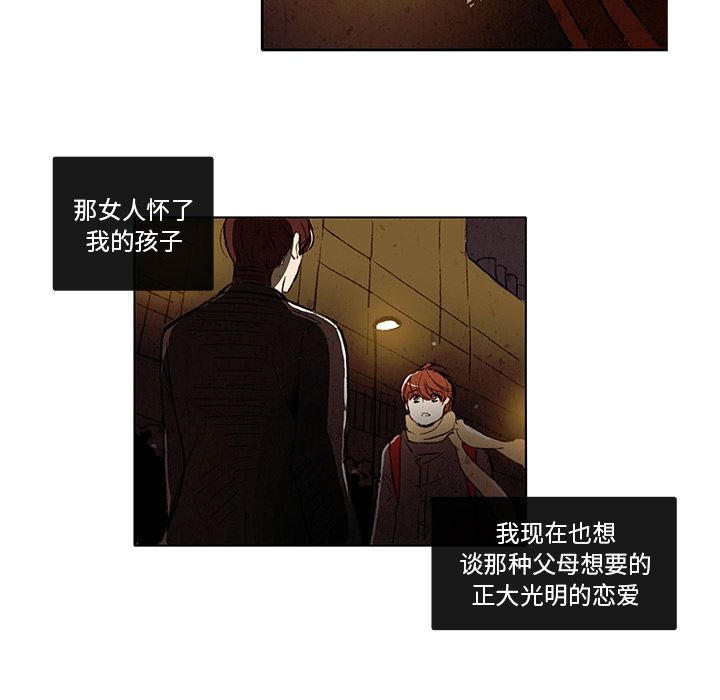 那女人怀了
我的孩子
我现在也想
谈那种父母想要的
正大光明的恋爱